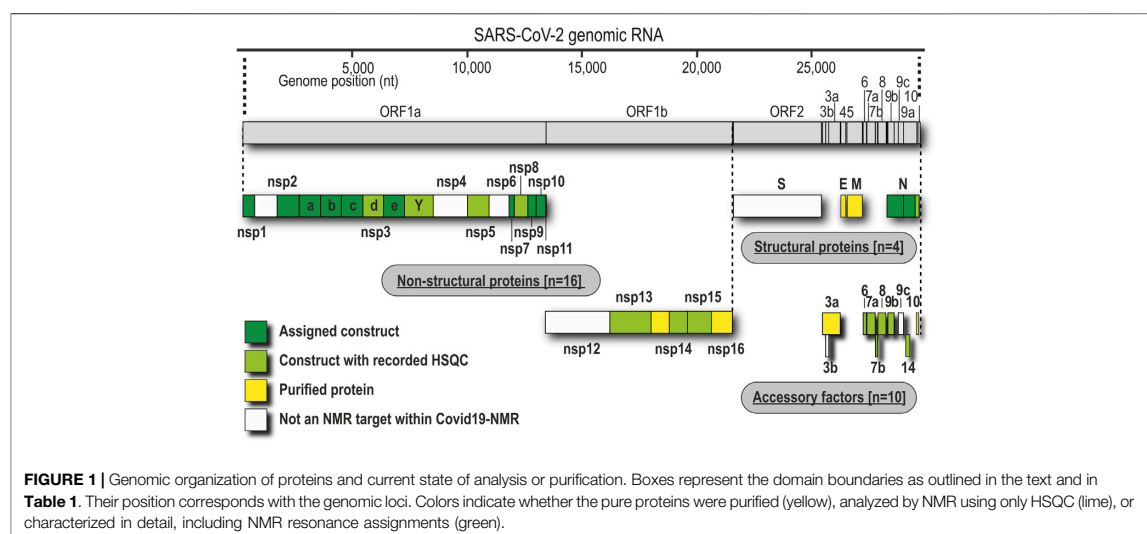 SARS-CoV-2 genomic RNA
5,000 10,000 15,000 20,000 25,000
Genome position (nt)
6 8 9c
3a 7a 9b 10
ORF1a ORF1b ORF2 3b 45 7b 9a
nsp8
nsp2 nsp4 nsp6 nsp10 S E M N
a b c d e Y
nsp1 nsp3 nsp5 nsp9
nsp7 nsp11
Structural proteins [n=4]
Non-structural proteins [n=16]
6 8 9c
nsp13 nsp15 3a 7a 9b 10
Assigned construct
nsp12 nsp14 nsp16
Construct with recorded HSQC
3b 7b 14
Purified protein
Accessory factors [n=10]
Not an NMR target within Covid19-NMR
FIGURE 1 | Genomic organization of proteins and current state of analysis or purification. Boxes represent the domain boundaries as outlined in the text and in
Table 1. Their position corresponds with the genomic loci. Colors indicate whether the pure proteins were purified (yellow), analyzed by NMR using only HSQC (lime), or
characterized in detail, including NMR resonance assignments (green).